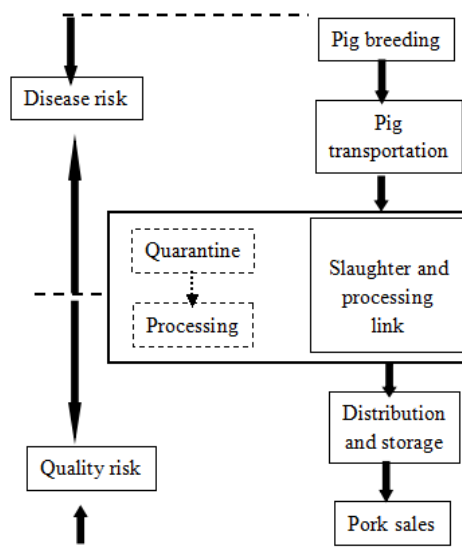 Pig breeding
Disease risk
Pig
transportation
Quarantine
Processing
Slaughter and
processing
link
Distribution
and storage
Quality risk
Pork sales